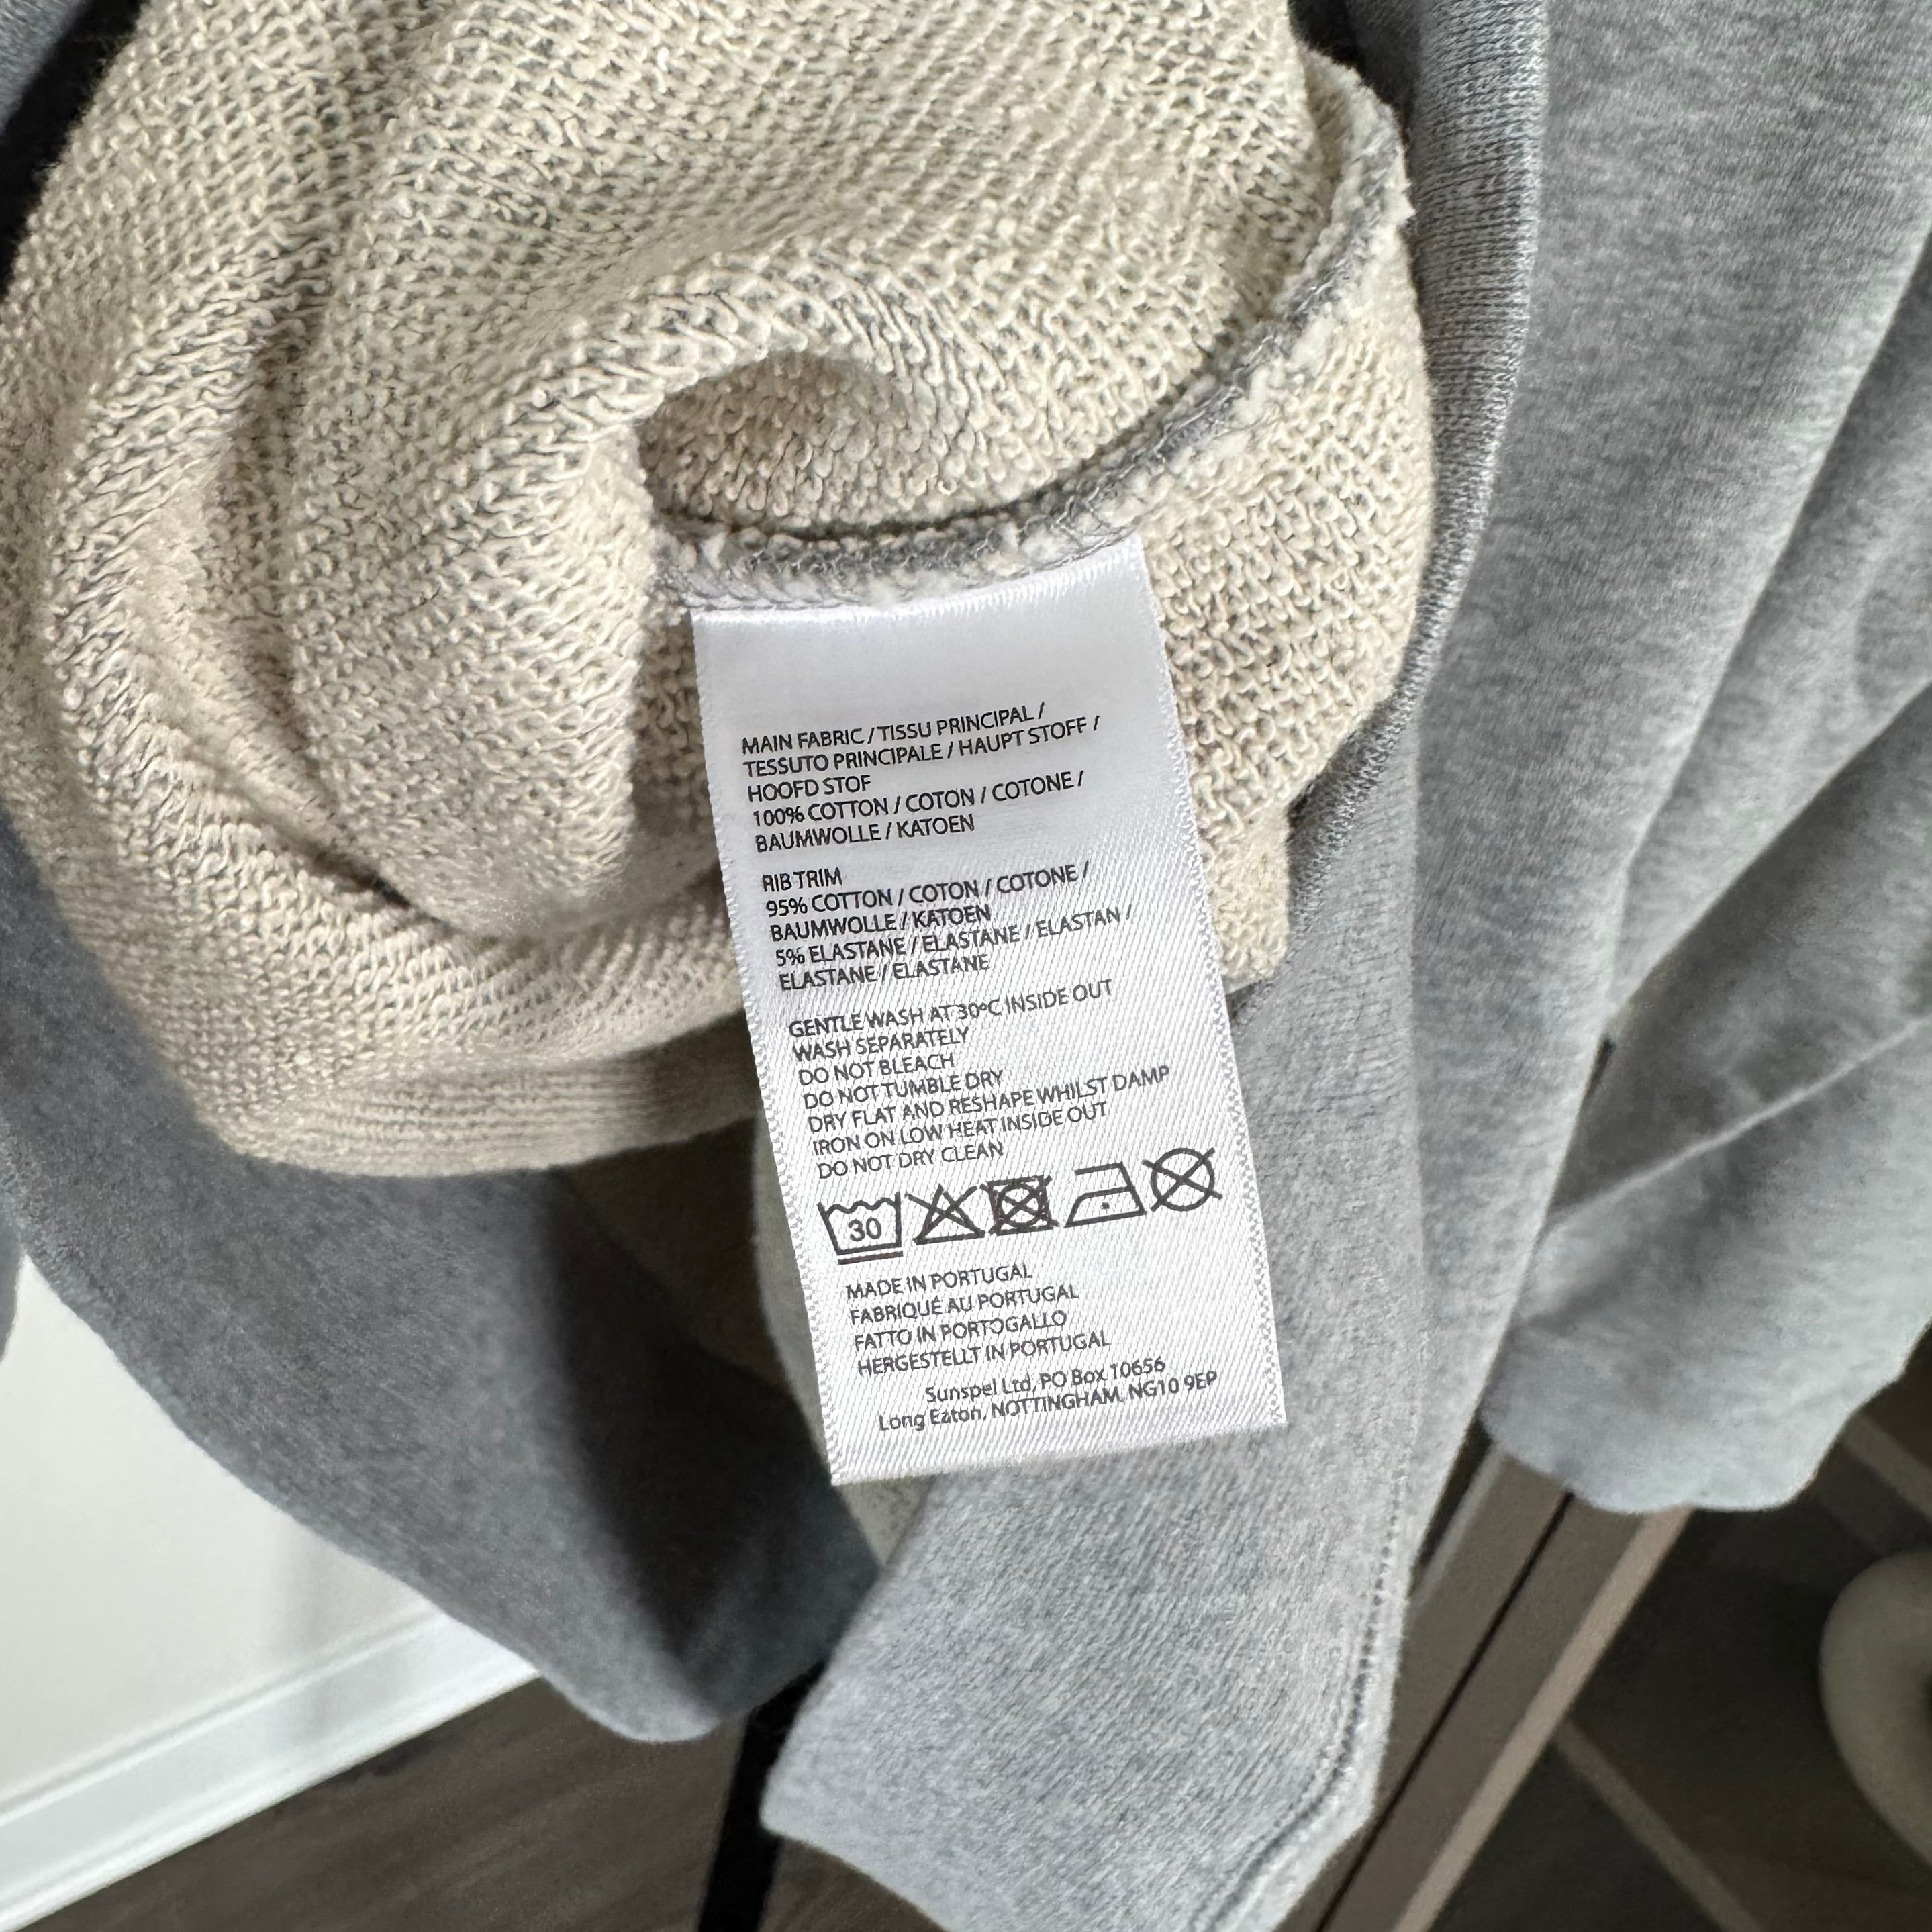 MAIN FABRIC / TISSU PRINCIPAL /
TESSUTO PRINCIPALE / HAUPT STOFF /
HOOFD STOF
100% COTTON / COTON / COTONE /
BAUMWOLLE / KATOEN
RIB TRIM
95% COTTON / COTON / COTONE /
BAUMWOLLE / KATOEN
5% ELASTANE / ELASTANE / ELASTAN /
ELASTANE / ELASTANE
GENTLE WASH AT 30ºC INSIDE OUT
WASH SEPARATELY
DO NOT BLEACH
DO NOT TUMBLE DRY
DRY FLAT AND RESHAPE WHILST DAMP
IRON ON LOW HEAT INSIDE OUT
DO NOT DRY CLEAN
30
MADE IN PORTUGAL
FABRIQUÉ AU PORTUGAL
FATTO IN PORTOGALLO
HERGESTELLT IN PORTUGAL
Sunspel Ltd, PO Box 10656
Long Eaton, NOTTINGHAM, NG10 9EP